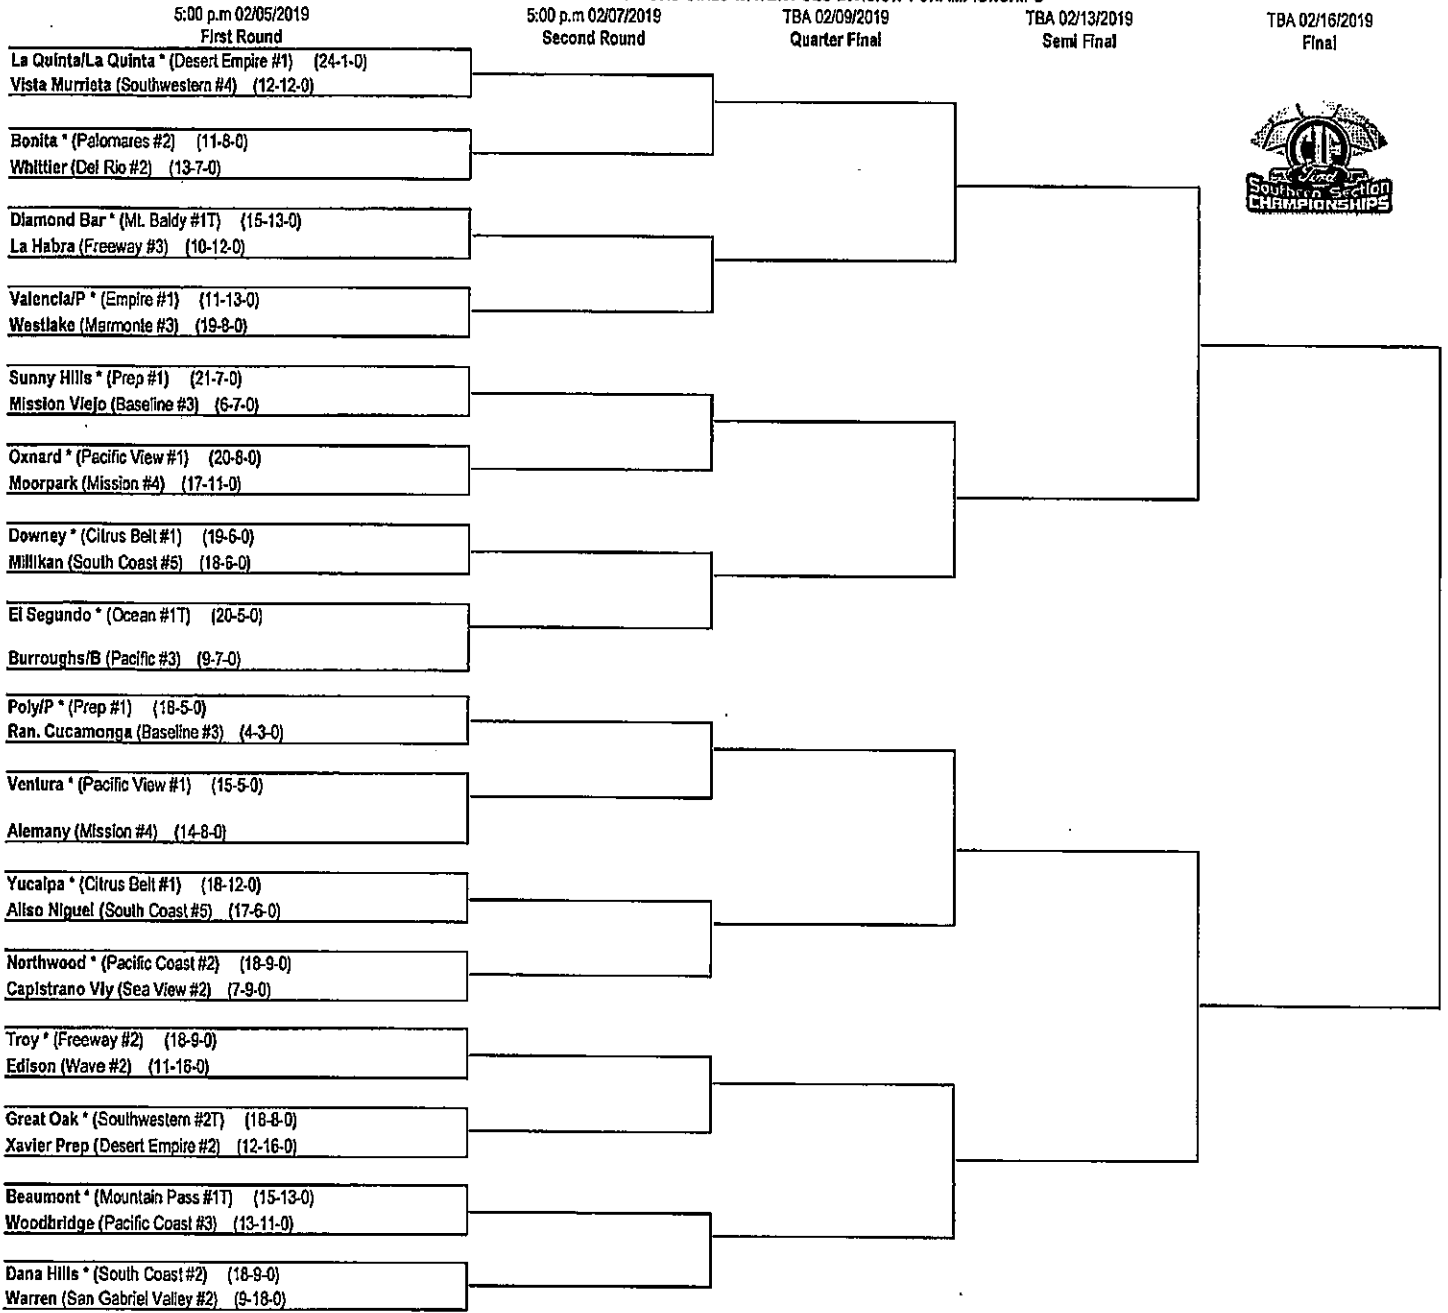 5:00 p.m 02/05/2019
First Round
5:00 p.m 02/07/2019
Second Round
TBA 02/09/2019
Quarter Final
TBA 02/13/2019
Semi Final
TBA 02/16/2019
Final
Ford
Southern Section
CHAMPIONSHIPS
La Quinta/La Quinta * (Desert Empire #1) (24-1-0)
Vista Murrieta (Southwestern #4) (12-12-0)
Bonita * (Palomares #2) (11-8-0)
Whittier (Del Rio #2) (13-7-0)
Diamond Bar * (Mt. Baldy #1T) (15-13-0)
La Habra (Freeway #3) (10-12-0)
Valencia/P * (Empire #1) (11-13-0)
Westlake (Marmonte #3) (19-8-0)
Sunny Hills * (Prep #1) (21-7-0)
Mission Viejo (Baseline #3) (6-7-0)
Oxnard * (Pacific View #1) (20-8-0)
Moorpark (Mission #4) (17-11-0)
Downey * (Citrus Belt #1) (19-6-0)
Millikan (South Coast #5) (18-6-0)
El Segundo * (Ocean #1T) (20-5-0)
Burroughs/B (Pacific #3) (9-7-0)
Poly/P * (Prep #1) (16-5-0)
Ran. Cucamonga (Baseline #3) (4-3-0)
Ventura * (Pacific View #1) (15-5-0)
Alemany (Mission #4) (14-8-0)
Yucaipa * (Citrus Belt #1) (18-12-0)
Aliso Niguel (South Coast #5) (17-6-0)
Northwood * (Pacific Coast #2) (18-9-0)
Capistrano Vly (Sea View #2) (7-9-0)
Troy * (Freeway #2) (18-9-0)
Edison (Wave #2) (11-16-0)
Great Oak * (Southwestern #2T) (18-8-0)
Xavier Prep (Desert Empire #2) (12-16-0)
Beaumont * (Mountain Pass #1T) (15-13-0)
Woodbridge (Pacific Coast #3) (13-11-0)
Dana Hills * (South Coast #2) (18-9-0)
Warren (San Gabriel Valley #2) (9-18-0)